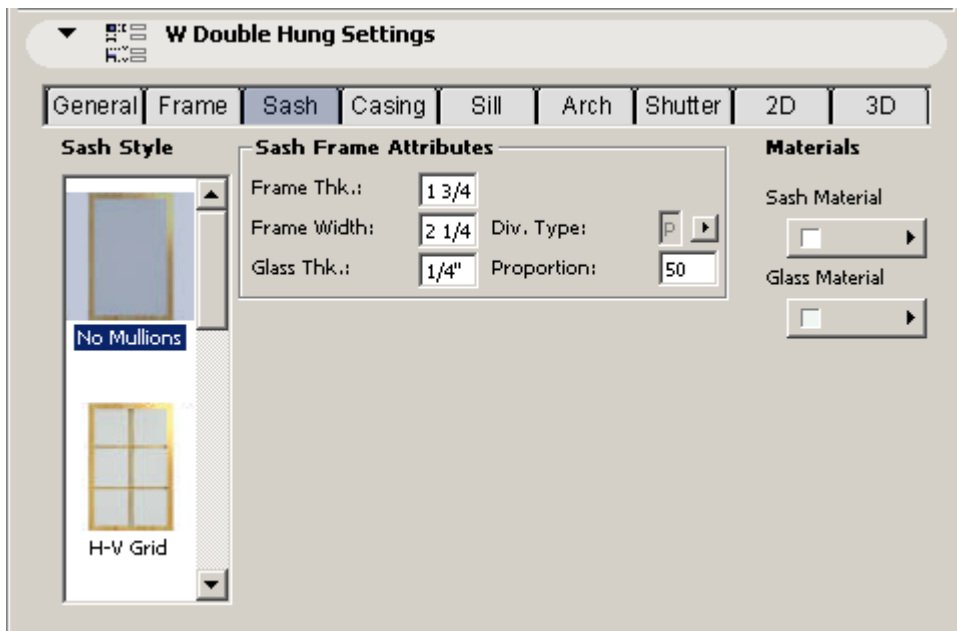 W Double Hung Settings
General Frame Sash Casing Sill Arch Shutter 2D 3D
Sash Style
No Mullions
H-V Grid
Sash Frame Attributes
Frame Thk.: 1 3/4
Frame Width: 2 1/4 Div. Type: P
Glass Thk.: 1/4" Proportion: 50
Materials
Sash Material
Glass Material